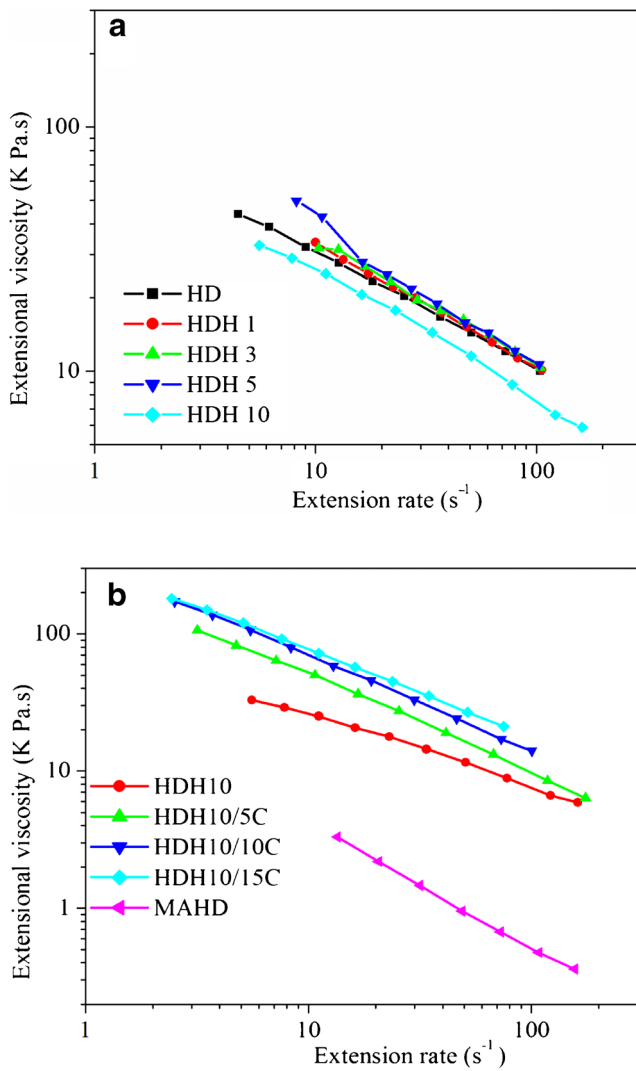 a
Extensional viscosity (K Pa.s)
100
10
HD
HDH 1
HDH 3
HDH 5
HDH 10
1
10
100
Extension rate (s⁻¹)
b
Extensional viscosity (K Pa.s)
100
10
1
HDH10
HDH10/5C
HDH10/10C
HDH10/15C
MAHD
1
10
100
Extension rate (s⁻¹)